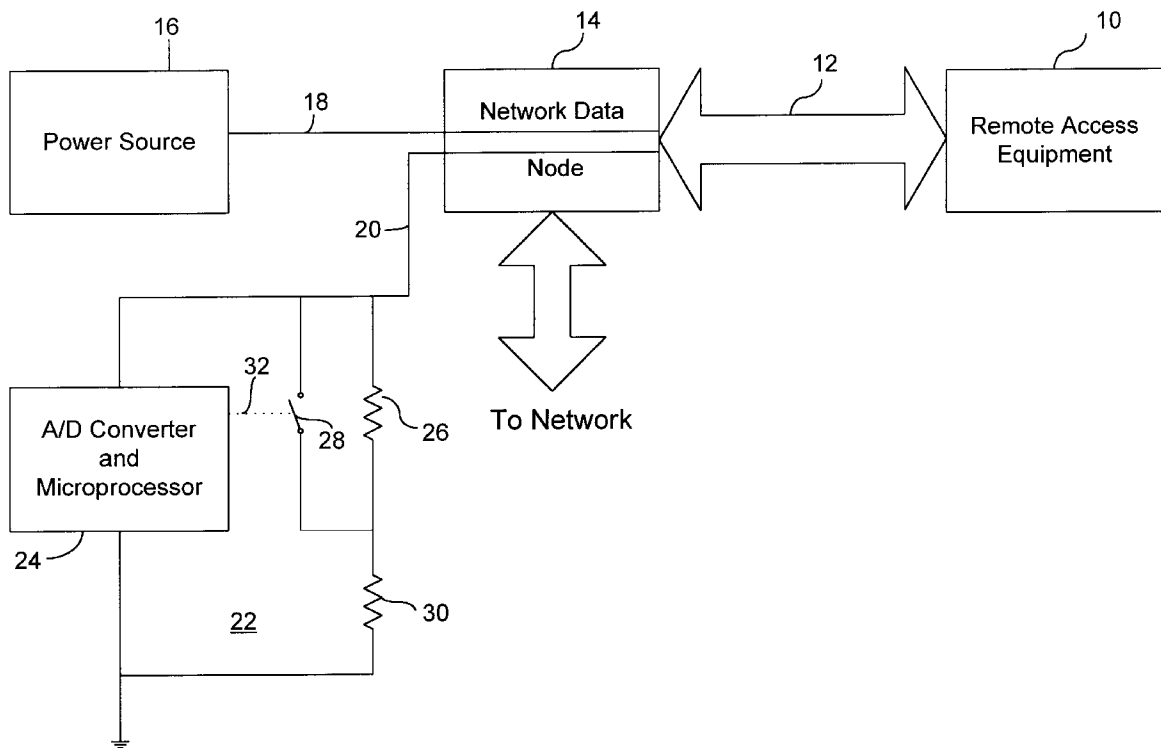 16
14
10
12
18
Power Source
Network Data
Node
Remote Access
Equipment
20
32
28
26
To Network
A/D Converter
and
Microprocessor
24
22
30